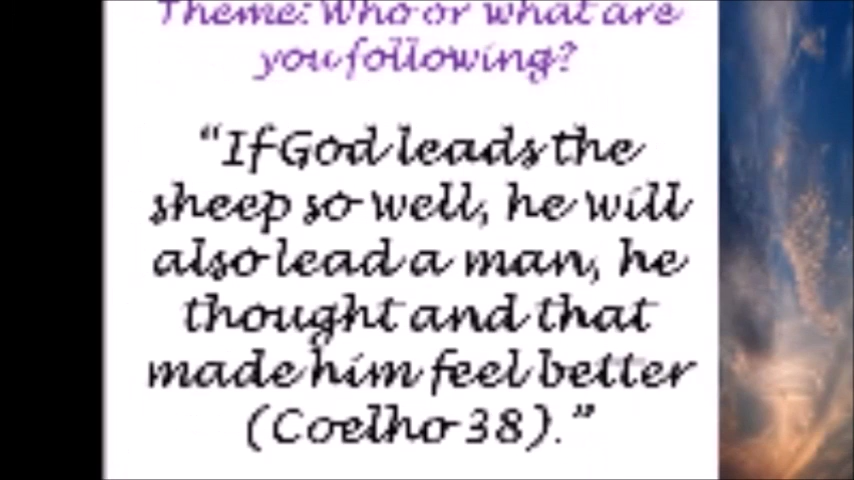 Theme: Who or what are
you following?
“If God leads the
sheep so well, he will
also lead a man, he
thought and that
made him feel better
(Coelho 38).”